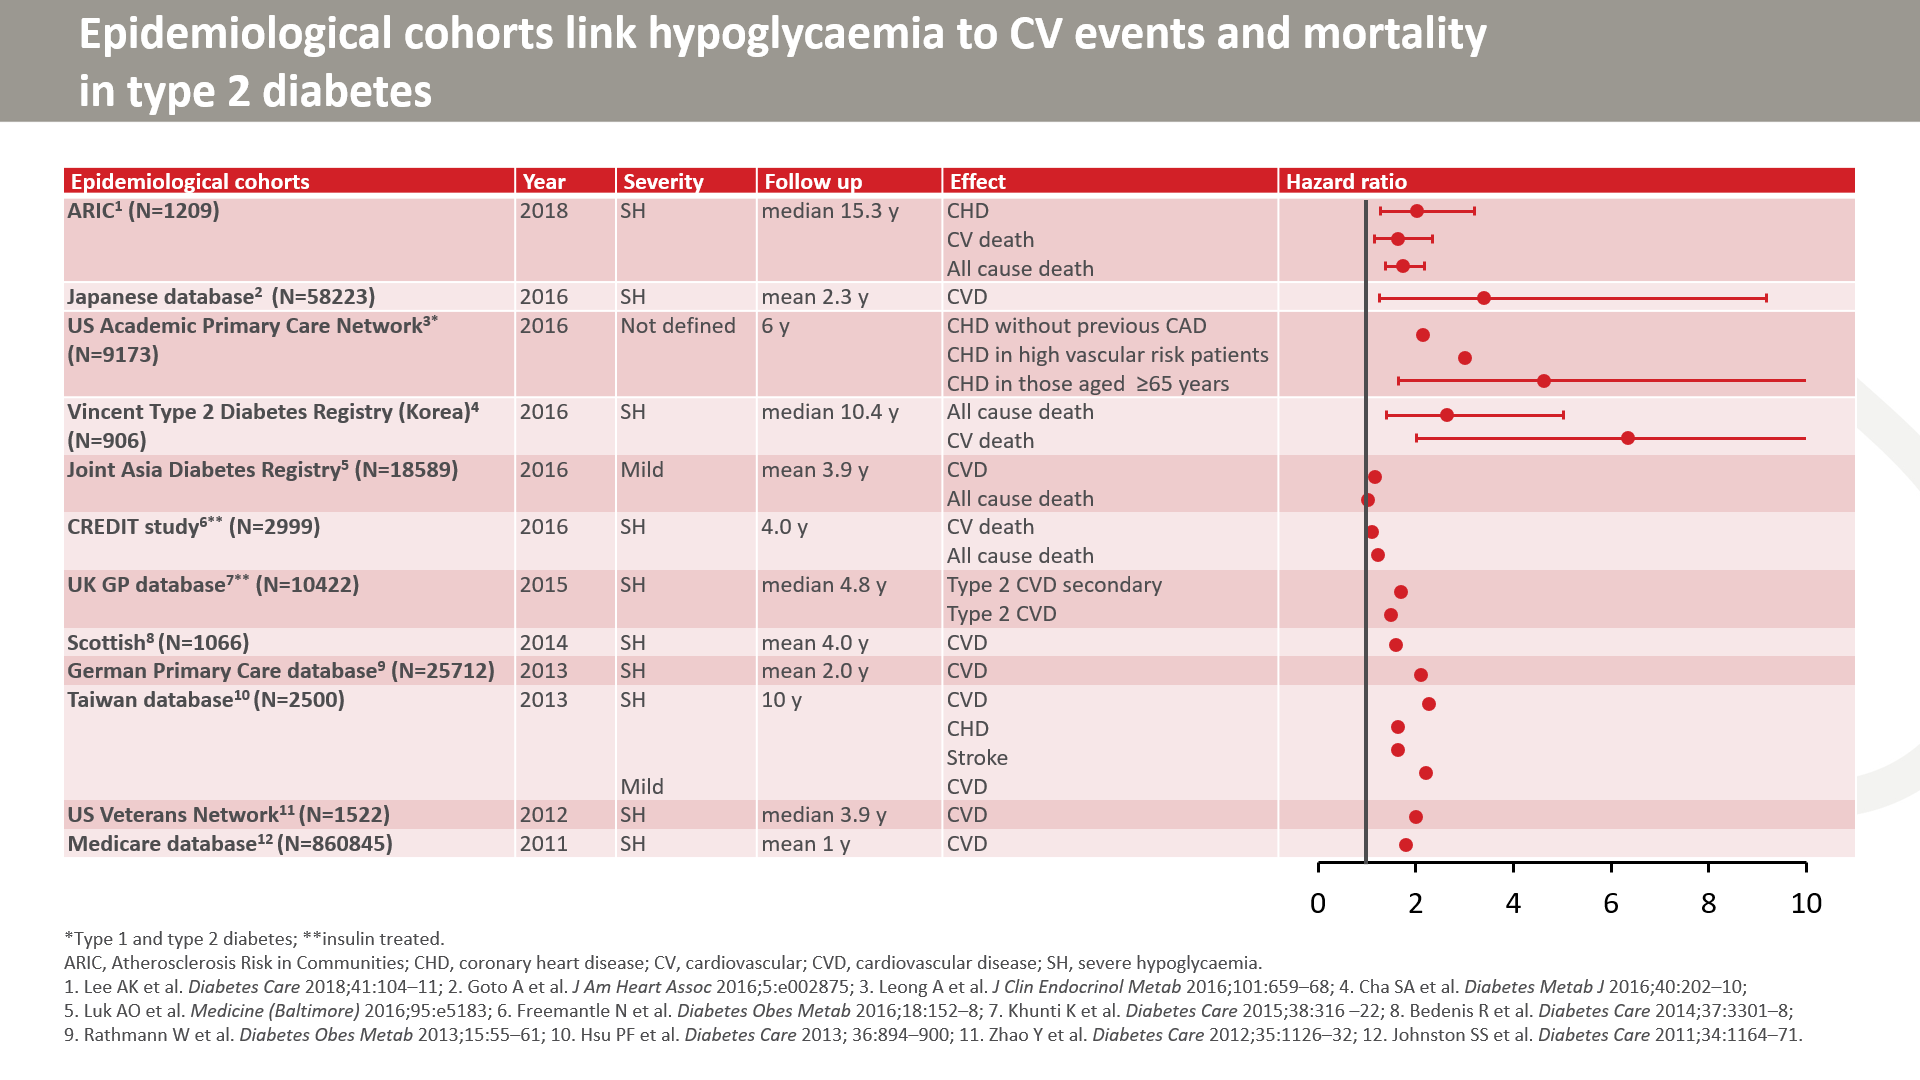 Epidemiological cohorts link hypoglycaemia to CV events and mortality
in type 2 diabetes
Epidemiological cohorts Year Severity Follow up Effect Hazard ratio
ARIC¹ (N=1209) 2018 SH median 15.3 y CHD
CV death
All cause death
Japanese database² (N=58223) 2016 SH mean 2.3 y CVD
US Academic Primary Care Network³* 2016 Not defined 6 y CHD without previous CAD
(N=9173) CHD in high vascular risk patients
CHD in those aged ≥65 years
Vincent Type 2 Diabetes Registry (Korea)⁴ 2016 SH median 10.4 y All cause death
(N=906) CV death
Joint Asia Diabetes Registry⁵ (N=18589) 2016 Mild mean 3.9 y CVD
All cause death
CREDIT study⁶** (N=2999) 2016 SH 4.0 y CV death
All cause death
UK GP database⁷** (N=10422) 2015 SH median 4.8 y Type 2 CVD secondary
Type 2 CVD
Scottish⁸ (N=1066) 2014 SH mean 4.0 y CVD
German Primary Care database⁹ (N=25712) 2013 SH mean 2.0 y CVD
Taiwan database¹⁰ (N=2500) 2013 SH 10 y CVD
CHD
Stroke
Mild CVD
US Veterans Network¹¹ (N=1522) 2012 SH median 3.9 y CVD
Medicare database¹² (N=860845) 2011 SH mean 1 y CVD
0 2 4 6 8 10
*Type 1 and type 2 diabetes; **insulin treated.
ARIC, Atherosclerosis Risk in Communities; CHD, coronary heart disease; CV, cardiovascular; CVD, cardiovascular disease; SH, severe hypoglycaemia.
1. Lee AK et al. Diabetes Care 2018;41:104–11; 2. Goto A et al. J Am Heart Assoc 2016;5:e002875; 3. Leong A et al. J Clin Endocrinol Metab 2016;101:659–68; 4. Cha SA et al. Diabetes Metab J 2016;40:202–10;
5. Luk AO et al. Medicine (Baltimore) 2016;95:e5183; 6. Freemantle N et al. Diabetes Obes Metab 2016;18:152–8; 7. Khunti K et al. Diabetes Care 2015;38:316 –22; 8. Bedenis R et al. Diabetes Care 2014;37:3301–8;
9. Rathmann W et al. Diabetes Obes Metab 2013;15:55–61; 10. Hsu PF et al. Diabetes Care 2013; 36:894–900; 11. Zhao Y et al. Diabetes Care 2012;35:1126–32; 12. Johnston SS et al. Diabetes Care 2011;34:1164–71.